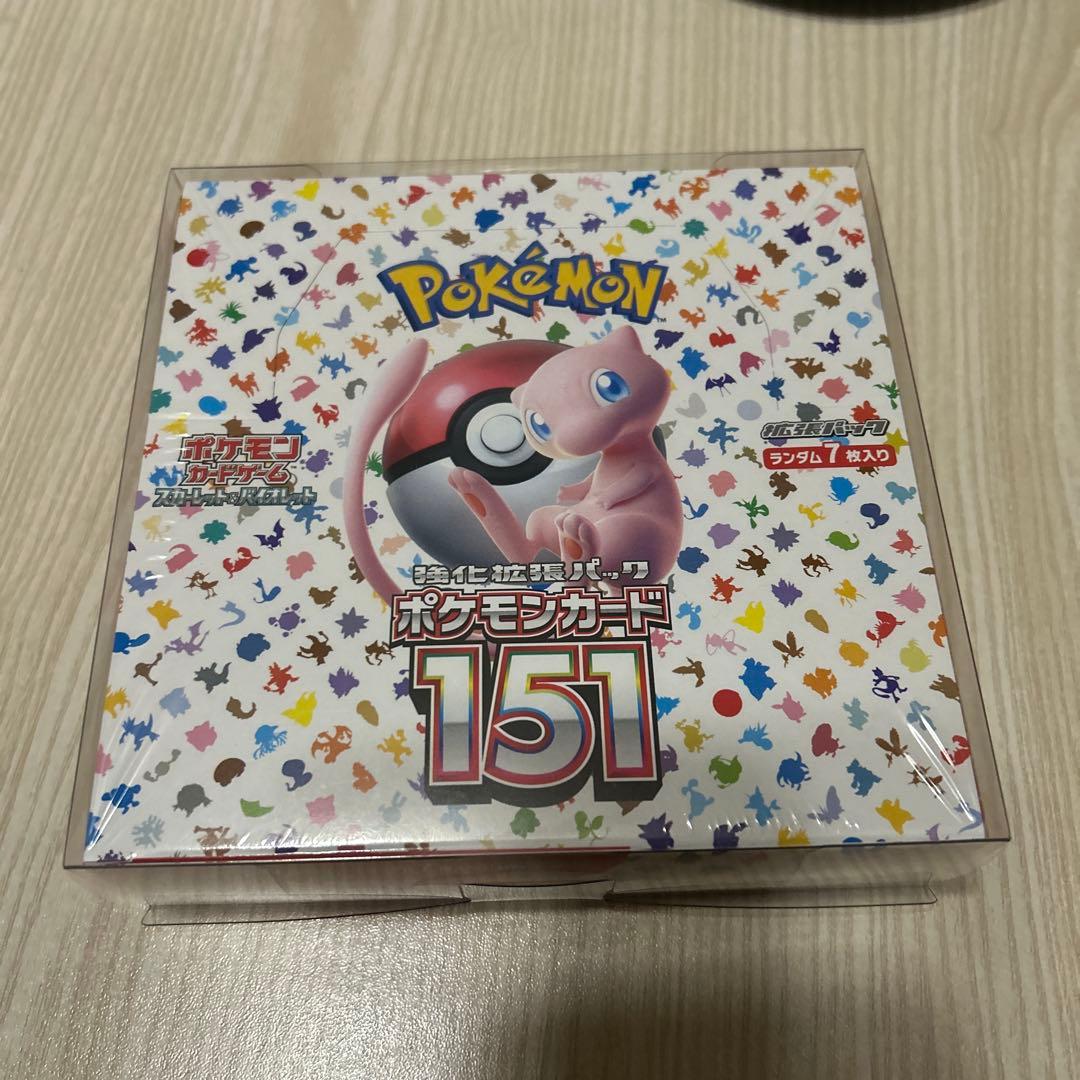 POKéMON
ポケモン
カードゲーム
スカーレット&バイオレット
拡張パック
ランダム7枚入り
強化拡張パック
ポケモンカード
151